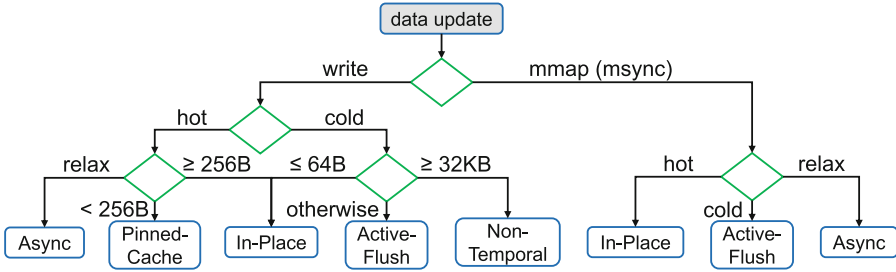 data update
write
mmap (msync)
hot
cold
relax
≥ 256B
≤ 64B
≥ 32KB
hot
relax
< 256B
otherwise
cold
Async
Pinned-
Cache
In-Place
Active-
Flush
Non-
Temporal
In-Place
Active-
Flush
Async